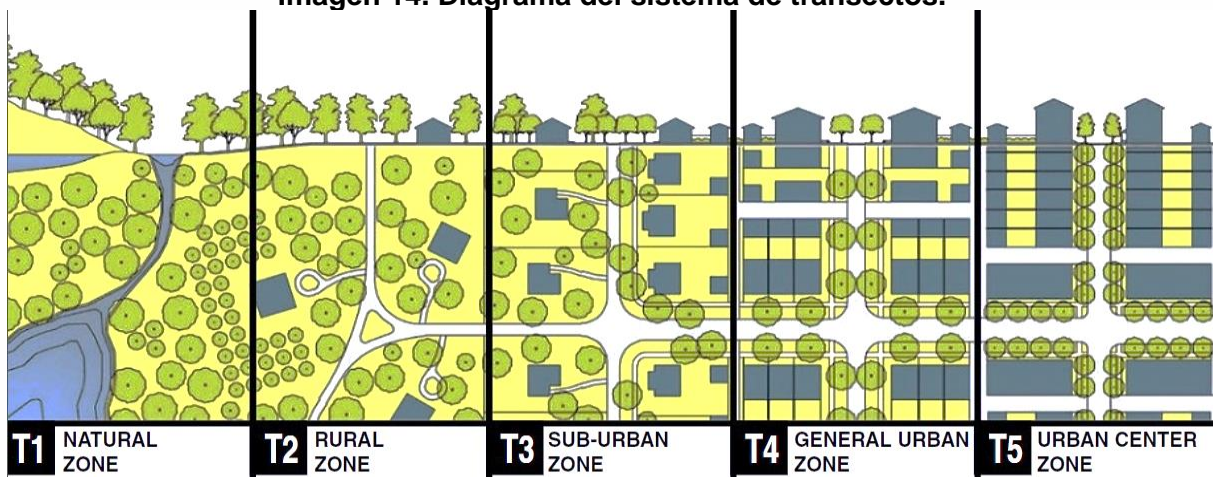 Imagen 14. Diagrama del sistema de transectos.
T1 NATURAL
ZONE
T2 RURAL
ZONE
T3 SUB-URBAN
ZONE
T4 GENERAL URBAN
ZONE
T5 URBAN CENTER
ZONE